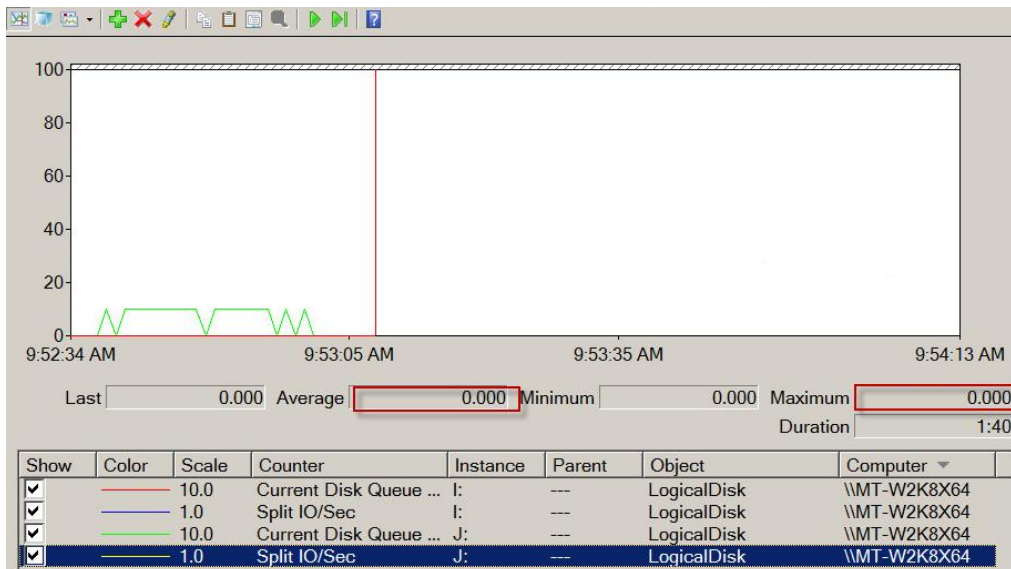 100
80
60
40
20
0
9:52:34 AM 9:53:05 AM 9:53:35 AM 9:54:13 AM
Last 0.000 Average 0.000 Minimum 0.000 Maximum 0.000
Duration 1:40
Show Color Scale Counter Instance Parent Object Computer
10.0 Current Disk Queue ... I: --- LogicalDisk \\MT-W2K8X64
1.0 Split IO/Sec I: --- LogicalDisk \\MT-W2K8X64
10.0 Current Disk Queue ... J: --- LogicalDisk \\MT-W2K8X64
1.0 Split IO/Sec J: --- LogicalDisk \\MT-W2K8X64